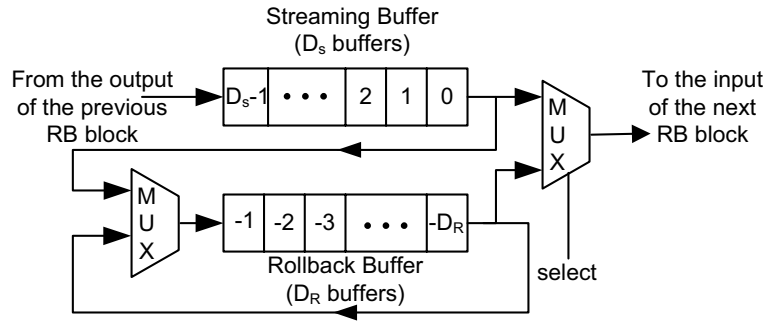 Streaming Buffer
(Ds buffers)
From the output
of the previous
RB block
Ds-1 • • • 2 1 0
M
U
X
To the input
of the next
RB block
M
U
X
-1 -2 -3 • • • -DR
select
Rollback Buffer
(DR buffers)